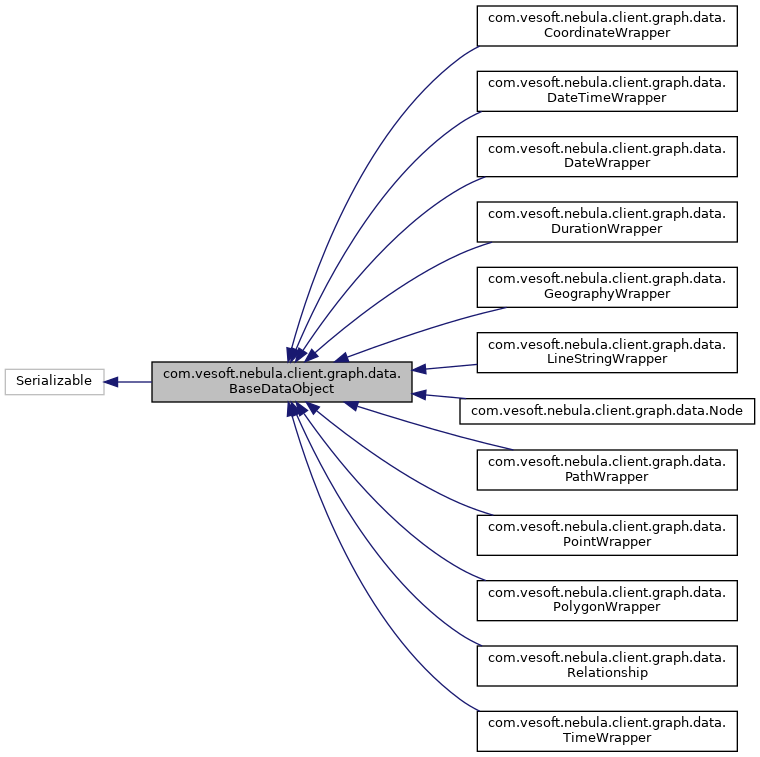 com.vesoft.nebula.client.graph.data.
CoordinateWrapper
com.vesoft.nebula.client.graph.data.
DateTimeWrapper
com.vesoft.nebula.client.graph.data.
DateWrapper
com.vesoft.nebula.client.graph.data.
DurationWrapper
com.vesoft.nebula.client.graph.data.
GeographyWrapper
com.vesoft.nebula.client.graph.data.
LineStringWrapper
Serializable
com.vesoft.nebula.client.graph.data.
BaseDataObject
com.vesoft.nebula.client.graph.data.Node
com.vesoft.nebula.client.graph.data.
PathWrapper
com.vesoft.nebula.client.graph.data.
PointWrapper
com.vesoft.nebula.client.graph.data.
PolygonWrapper
com.vesoft.nebula.client.graph.data.
Relationship
com.vesoft.nebula.client.graph.data.
TimeWrapper